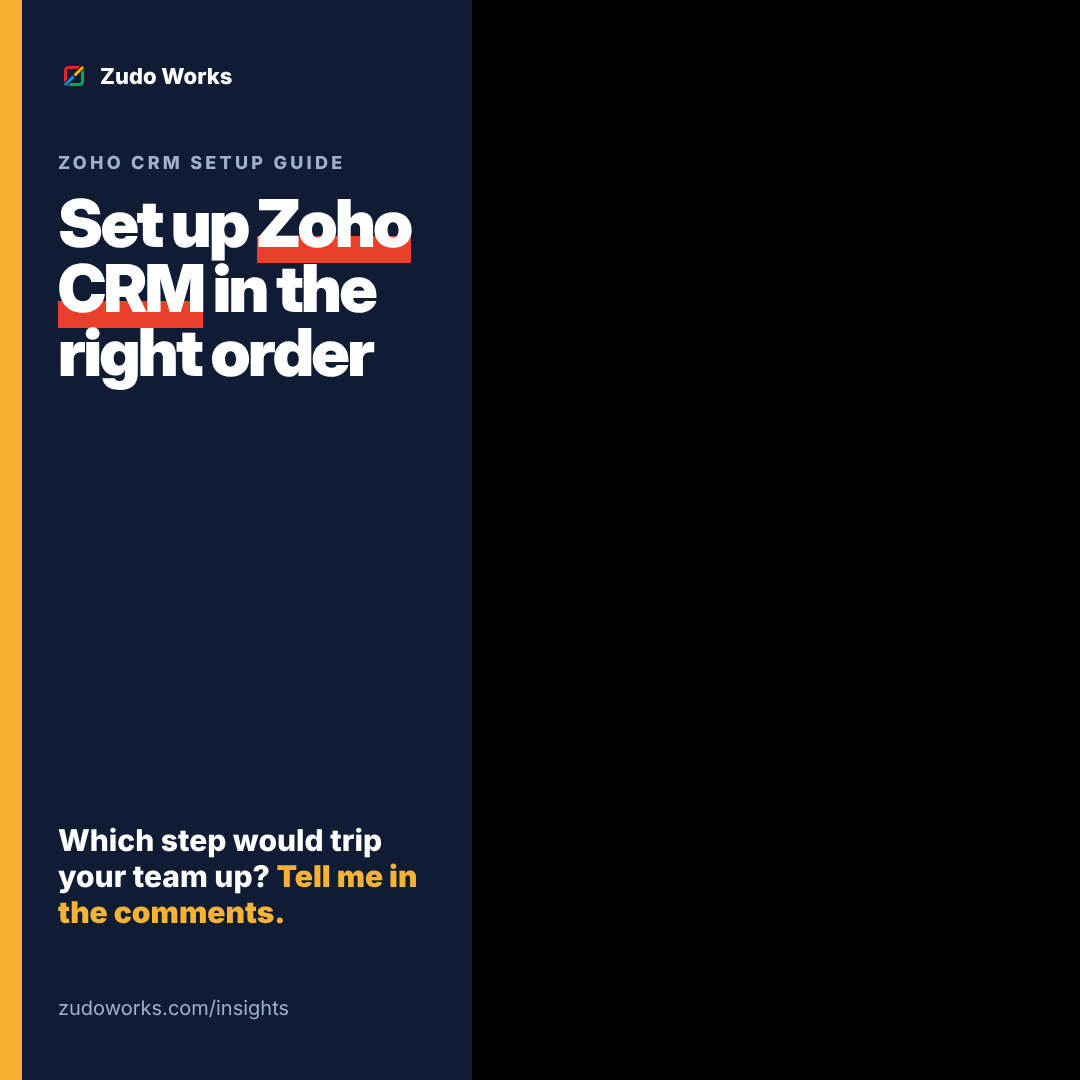 Zudo Works
ZOHO CRM SETUP GUIDE
Set up Zoho
CRM in the
right order
Which step would trip
your team up? Tell me in
the comments.
zudoworks.com/insights